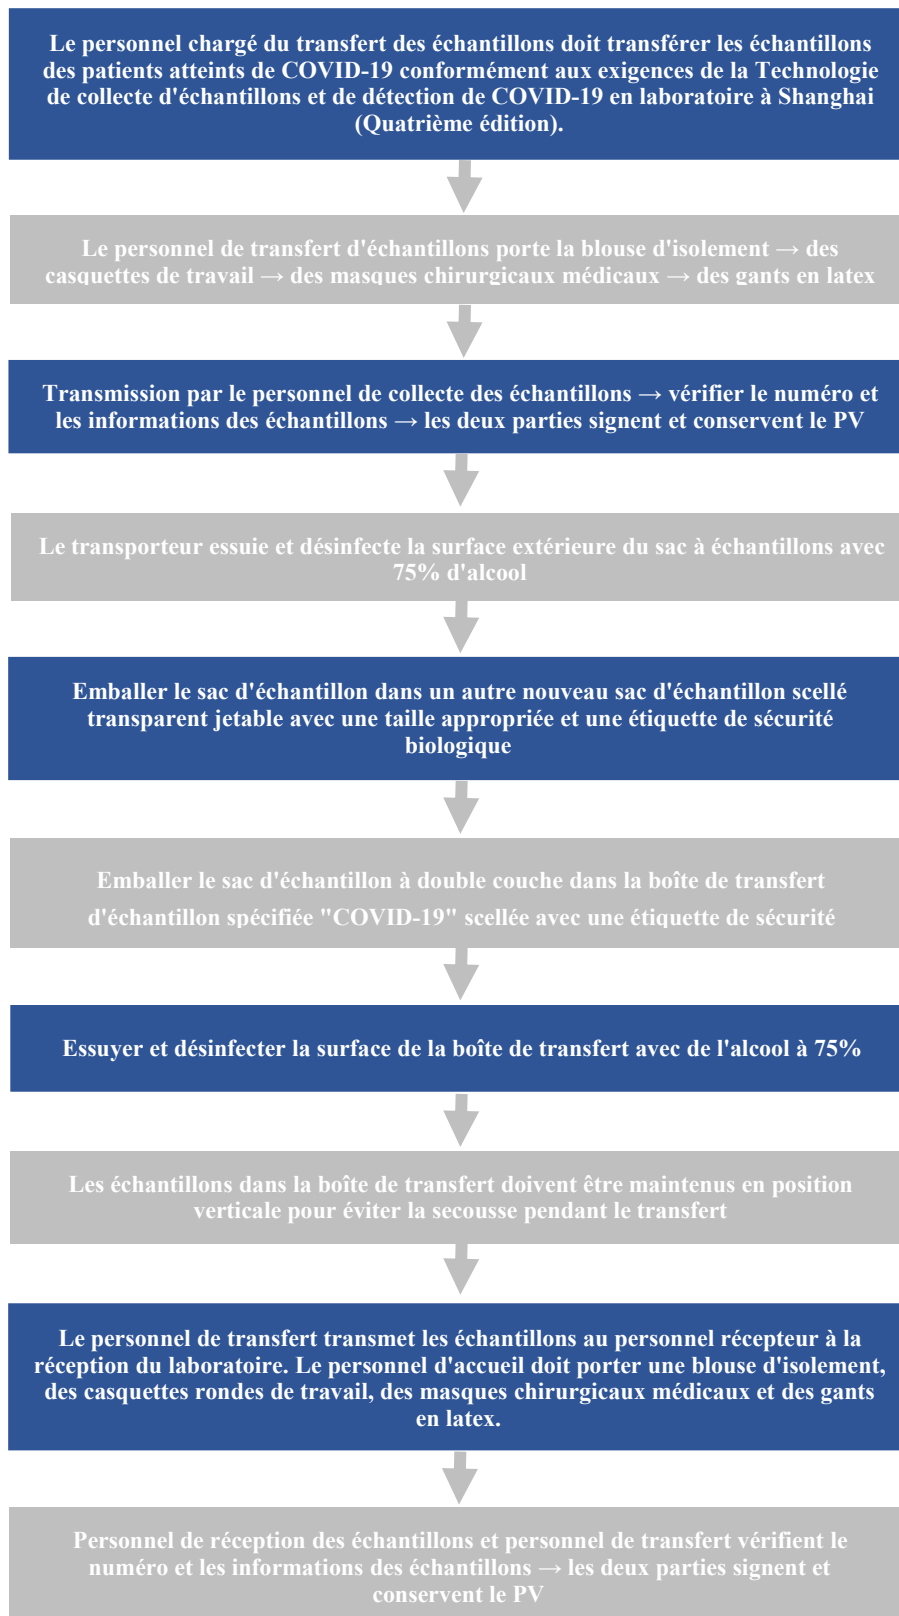 Le personnel chargé du transfert des échantillons doit transférer les échantillons
des patients atteints de COVID-19 conformément aux exigences de la Technologie
de collecte d'échantillons et de détection de COVID-19 en laboratoire à Shanghai
(Quatrième édition).
Le personnel de transfert d'échantillons porte la blouse d'isolement → des
casquettes de travail → des masques chirurgicaux médicaux → des gants en latex
Transmission par le personnel de collecte des échantillons → vérifier le numéro et
les informations des échantillons → les deux parties signent et conservent le PV
Le transporteur essuie et désinfecte la surface extérieure du sac à échantillons avec
75% d'alcool
Emballer le sac d'échantillon dans un autre nouveau sac d'échantillon scellé
transparent jetable avec une taille appropriée et une étiquette de sécurité
biologique
Emballer le sac d'échantillon à double couche dans la boîte de transfert
d'échantillon spécifiée "COVID-19" scellée avec une étiquette de sécurité
Essuyer et désinfecter la surface de la boîte de transfert avec de l'alcool à 75%
Les échantillons dans la boîte de transfert doivent être maintenus en position
verticale pour éviter la secousse pendant le transfert
Le personnel de transfert transmet les échantillons au personnel récepteur à la
réception du laboratoire. Le personnel d'accueil doit porter une blouse d'isolement,
des casquettes rondes de travail, des masques chirurgicaux médicaux et des gants
en latex.
Personnel de réception des échantillons et personnel de transfert vérifient le
numéro et les informations des échantillons → les deux parties signent et
conservent le PV